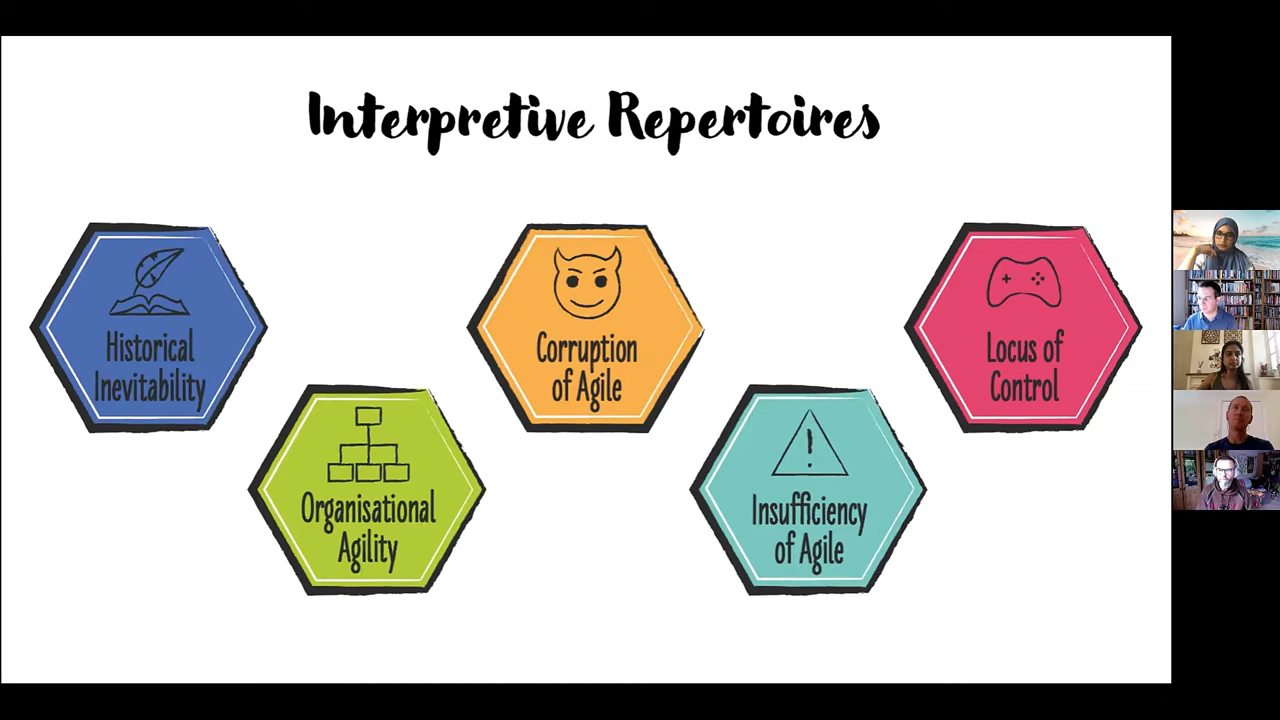 Interpretive Repertoires
Historical
Inevitability
Organisational
Agility
Corruption
of Agile
Insufficiency
of Agile
Locus of
Control